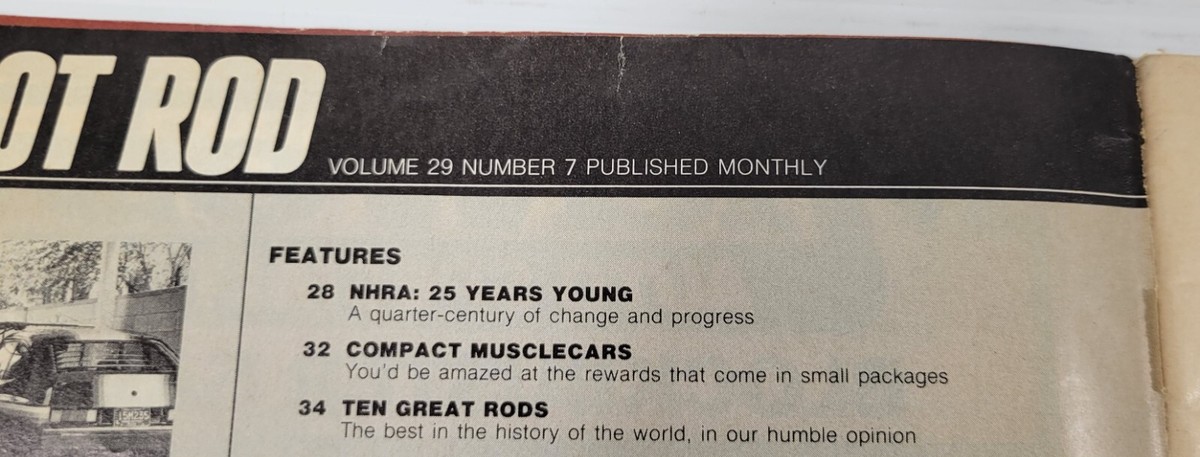 OT ROD
VOLUME 29 NUMBER 7 PUBLISHED MONTHLY
FEATURES
28 NHRA: 25 YEARS YOUNG
A quarter-century of change and progress
32 COMPACT MUSCLECARS
You'd be amazed at the rewards that come in small packages
34 TEN GREAT RODS
The best in the history of the world, in our humble opinion